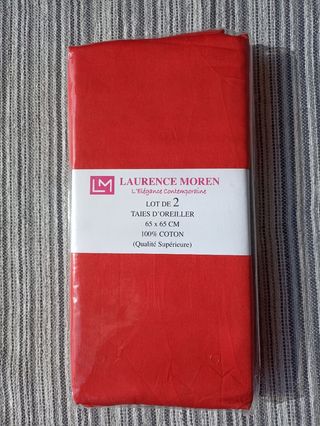 LM LAURENCE MOREN
L'Elégance Contemporaine
LOT DE 2
TAIES D'OREILLER
65 x 65 CM
100% COTON
(Qualité Supérieure)